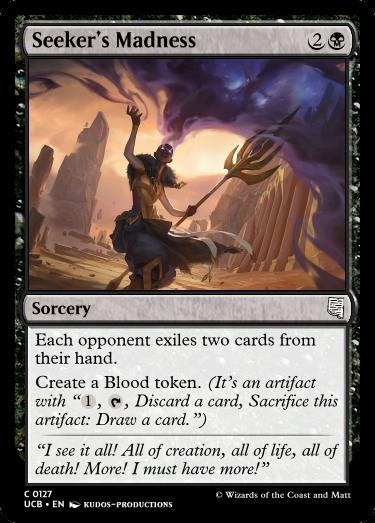 Seeker's Madness 2
Sorcery
Each opponent exiles two cards from
their hand.
Create a Blood token. (It's an artifact
with "1, , Discard a card, Sacrifice this
artifact: Draw a card.")
"I see it all! All of creation, all of life, all of
death! More! I must have more!"
C 0127
UCB • EN KUDOS-PRODUCTIONS
© Wizards of the Coast and Matt